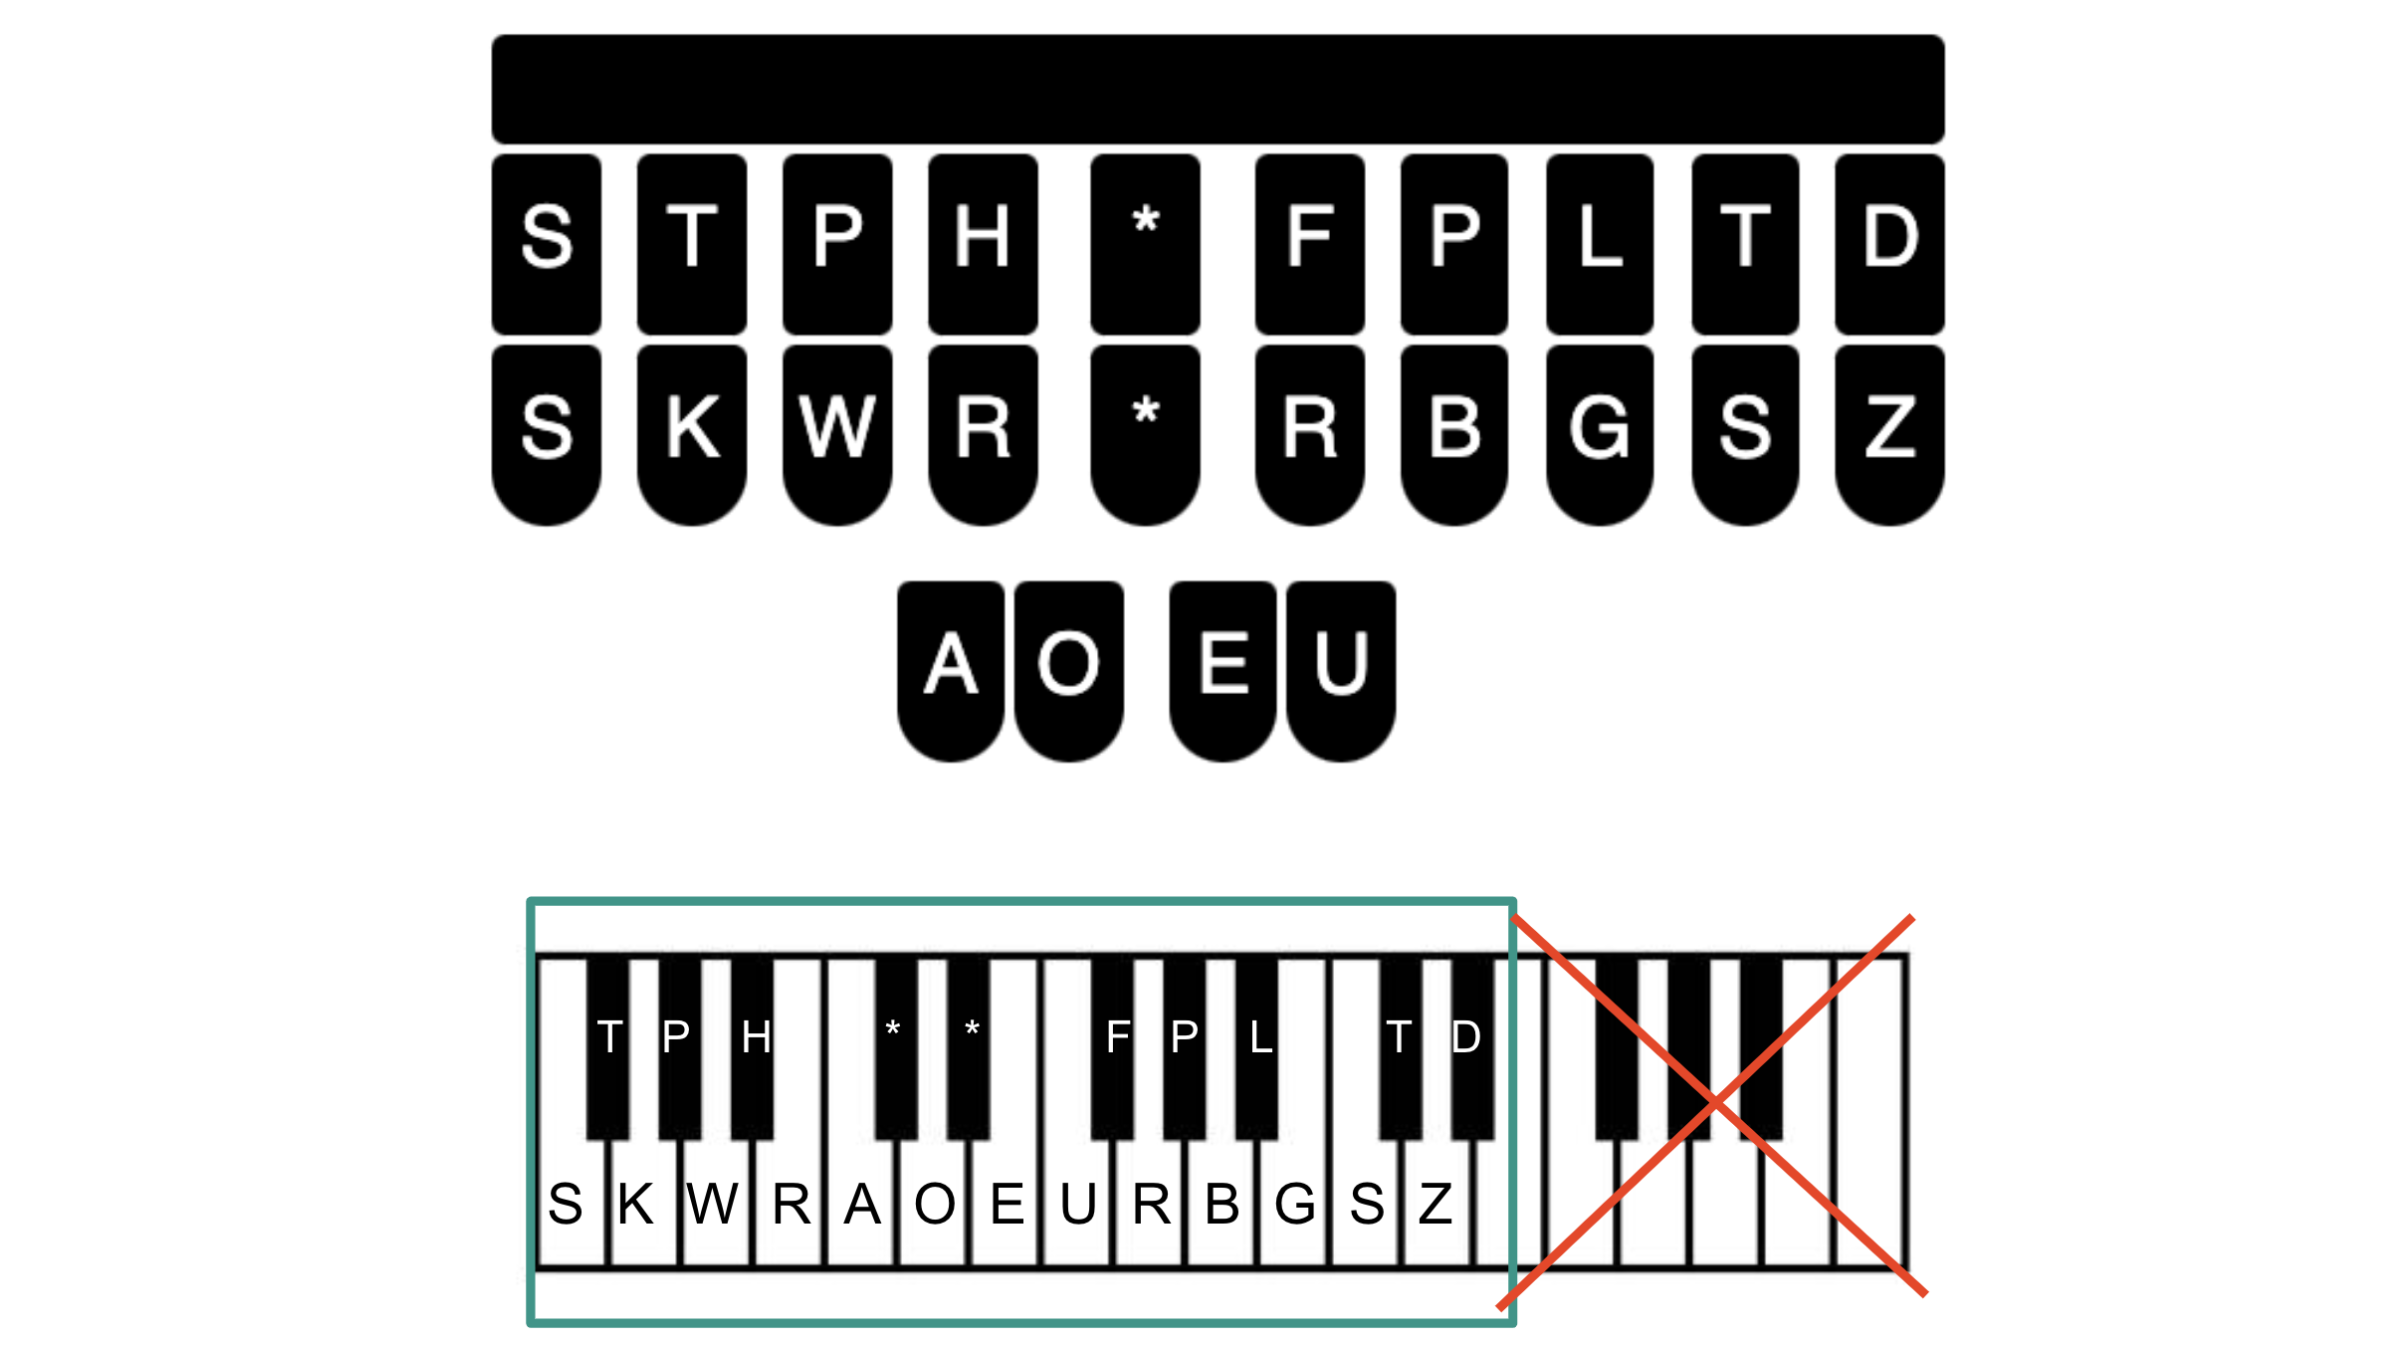 S T P H * F P L T D
S K W R * R B G S Z
A O E U
T P H * * F P L T D
S K W R A O E U R B G S Z